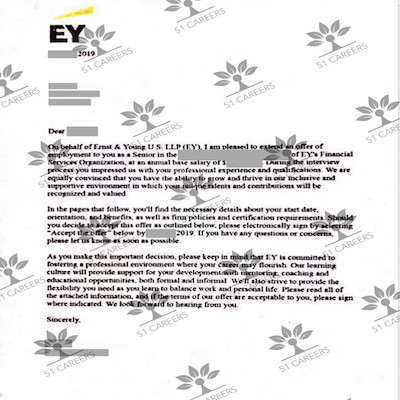 EY
2019
Dear
On behalf of Ernst & Young U.S. LLP (EY), I am pleased to extend an offer of
employment to you as a Senior in the of EY's Financial
Services Organization, at an annual base salary of $ During the interview
process you impressed us with your professional experience and qualifications. We are
equally convinced that you have the ability to grow and thrive in our inclusive and
supportive environment in which your unique talents and contributions will be
recognized and valued.
In the pages that follow, you'll find the necessary details about your start date,
orientation, and benefits, as well as firm policies and certification requirements. Should
you decide to accept this offer as outlined below, please electronically sign by selecting
"Accept the offer" below by 2019. If you have any questions or concerns,
please let us know as soon as possible.
As you make this important decision, please keep in mind that EY is committed to
fostering a professional environment where your career may flourish. Our learning
culture will provide support for your development with mentoring, coaching and
educational opportunities, both formal and informal. We'll also strive to provide the
flexibility you need as you learn to balance work and personal life. Please read all of
the attached information, and if the terms of our offer are acceptable to you, please sign
where indicated. We look forward to hearing from you.
Sincerely,
51 CAREERS